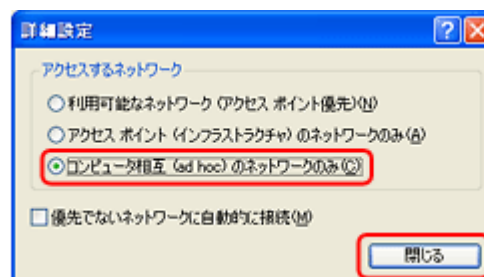 詳細設定
アクセスするネットワーク
利用可能なネットワーク (アクセス ポイント優先)(N)
アクセス ポイント (インフラストラクチャ) のネットワークのみ(A)
コンピュータ相互 (ad hoc) のネットワークのみ(C)
優先でないネットワークに自動的に接続(M)
閉じる